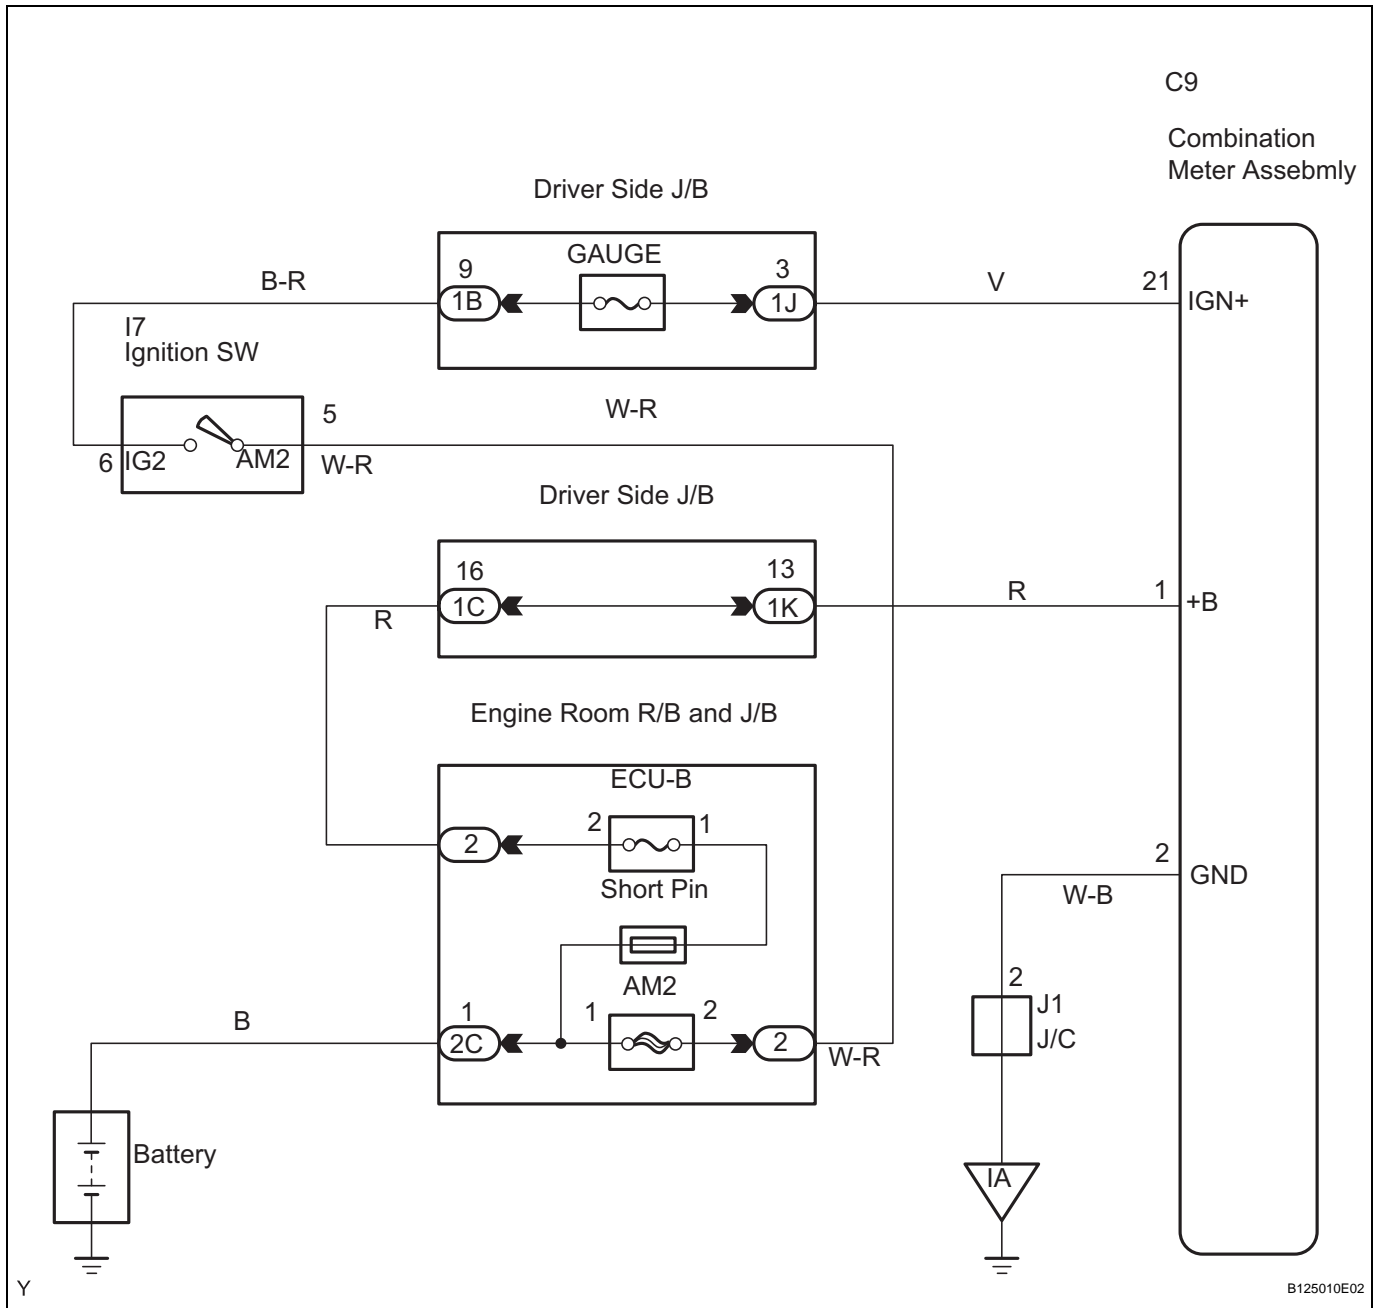 C9
Combination
Meter Assebmly
Driver Side J/B
GAUGE
9
3
B-R
V
21
1B
1J
IGN+
I7
Ignition SW
5
W-R
6
IG2
AM2
W-R
Driver Side J/B
16
13
R
1
1C
1K
+B
R
Engine Room R/B and J/B
ECU-B
2
1
2
2
GND
Short Pin
W-B
AM2
2
J1
J/C
B
1
1
2
2C
2
W-R
Battery
IA
Y
B125010E02